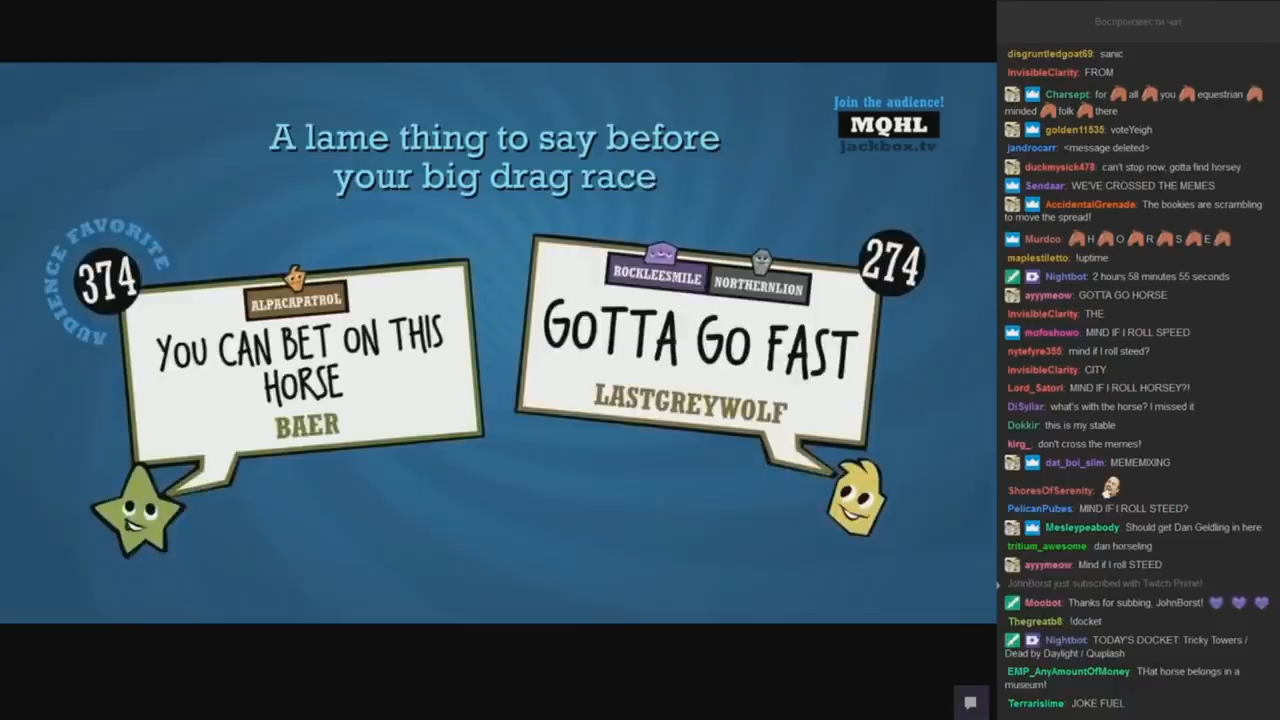 Воспроизвести чат
Join the audience!
MQHL
jackbox.tv
A lame thing to say before
your big drag race
AUDIENCE FAVORITE
374
ALPACAPATROL
YOU CAN BET ON THIS
HORSE
BAER
274
ROCKLEESMILE
NORTHERNLION
GOTTA GO FAST
LASTGREYWOLF
disgruntledgoat69: sanic
InvisibleClarity: FROM
Charsept: for all you equestrian
minded folk there
golden11535: voteYeigh
jandrocarr: <message deleted>
duckmysick478: can't stop now, gotta find horsey
Sendaar: WE'VE CROSSED THE MEMES
AccidentalGrenade: The bookies are scrambling
to move the spread!
Murdco: H O R S E
maplestiletto: !uptime
Nightbot: 2 hours 58 minutes 55 seconds
ayyymeow: GOTTA GO HORSE
InvisibleClarity: THE
mofoshowo: MIND IF I ROLL SPEED
nytefyre355: mind if I roll steed?
InvisibleClarity: CITY
Lord_Satori: MIND IF I ROLL HORSEY?!
DiSyllar: what's with the horse? I missed it
Dokkir: this is my stable
kirg_: don't cross the memes!
dat_boi_slim: MEMEMIXING
ShoresOfSerenity:
PelicanPubes: MIND IF I ROLL STEED?
Mesleypeabody: Should get Dan Geldling in here
tritium_awesome: dan horseling
ayyymeow: Mind if I roll STEED
JohnBorst just subscribed with Twitch Prime!
Moobot: Thanks for subbing, JohnBorst!
Thegreatb8: !docket
Nightbot: TODAY'S DOCKET: Tricky Towers /
Dead by Daylight / Quiplash
EMP_AnyAmountOfMoney: THat horse belongs in a
museum!
Terrarislime: JOKE FUEL